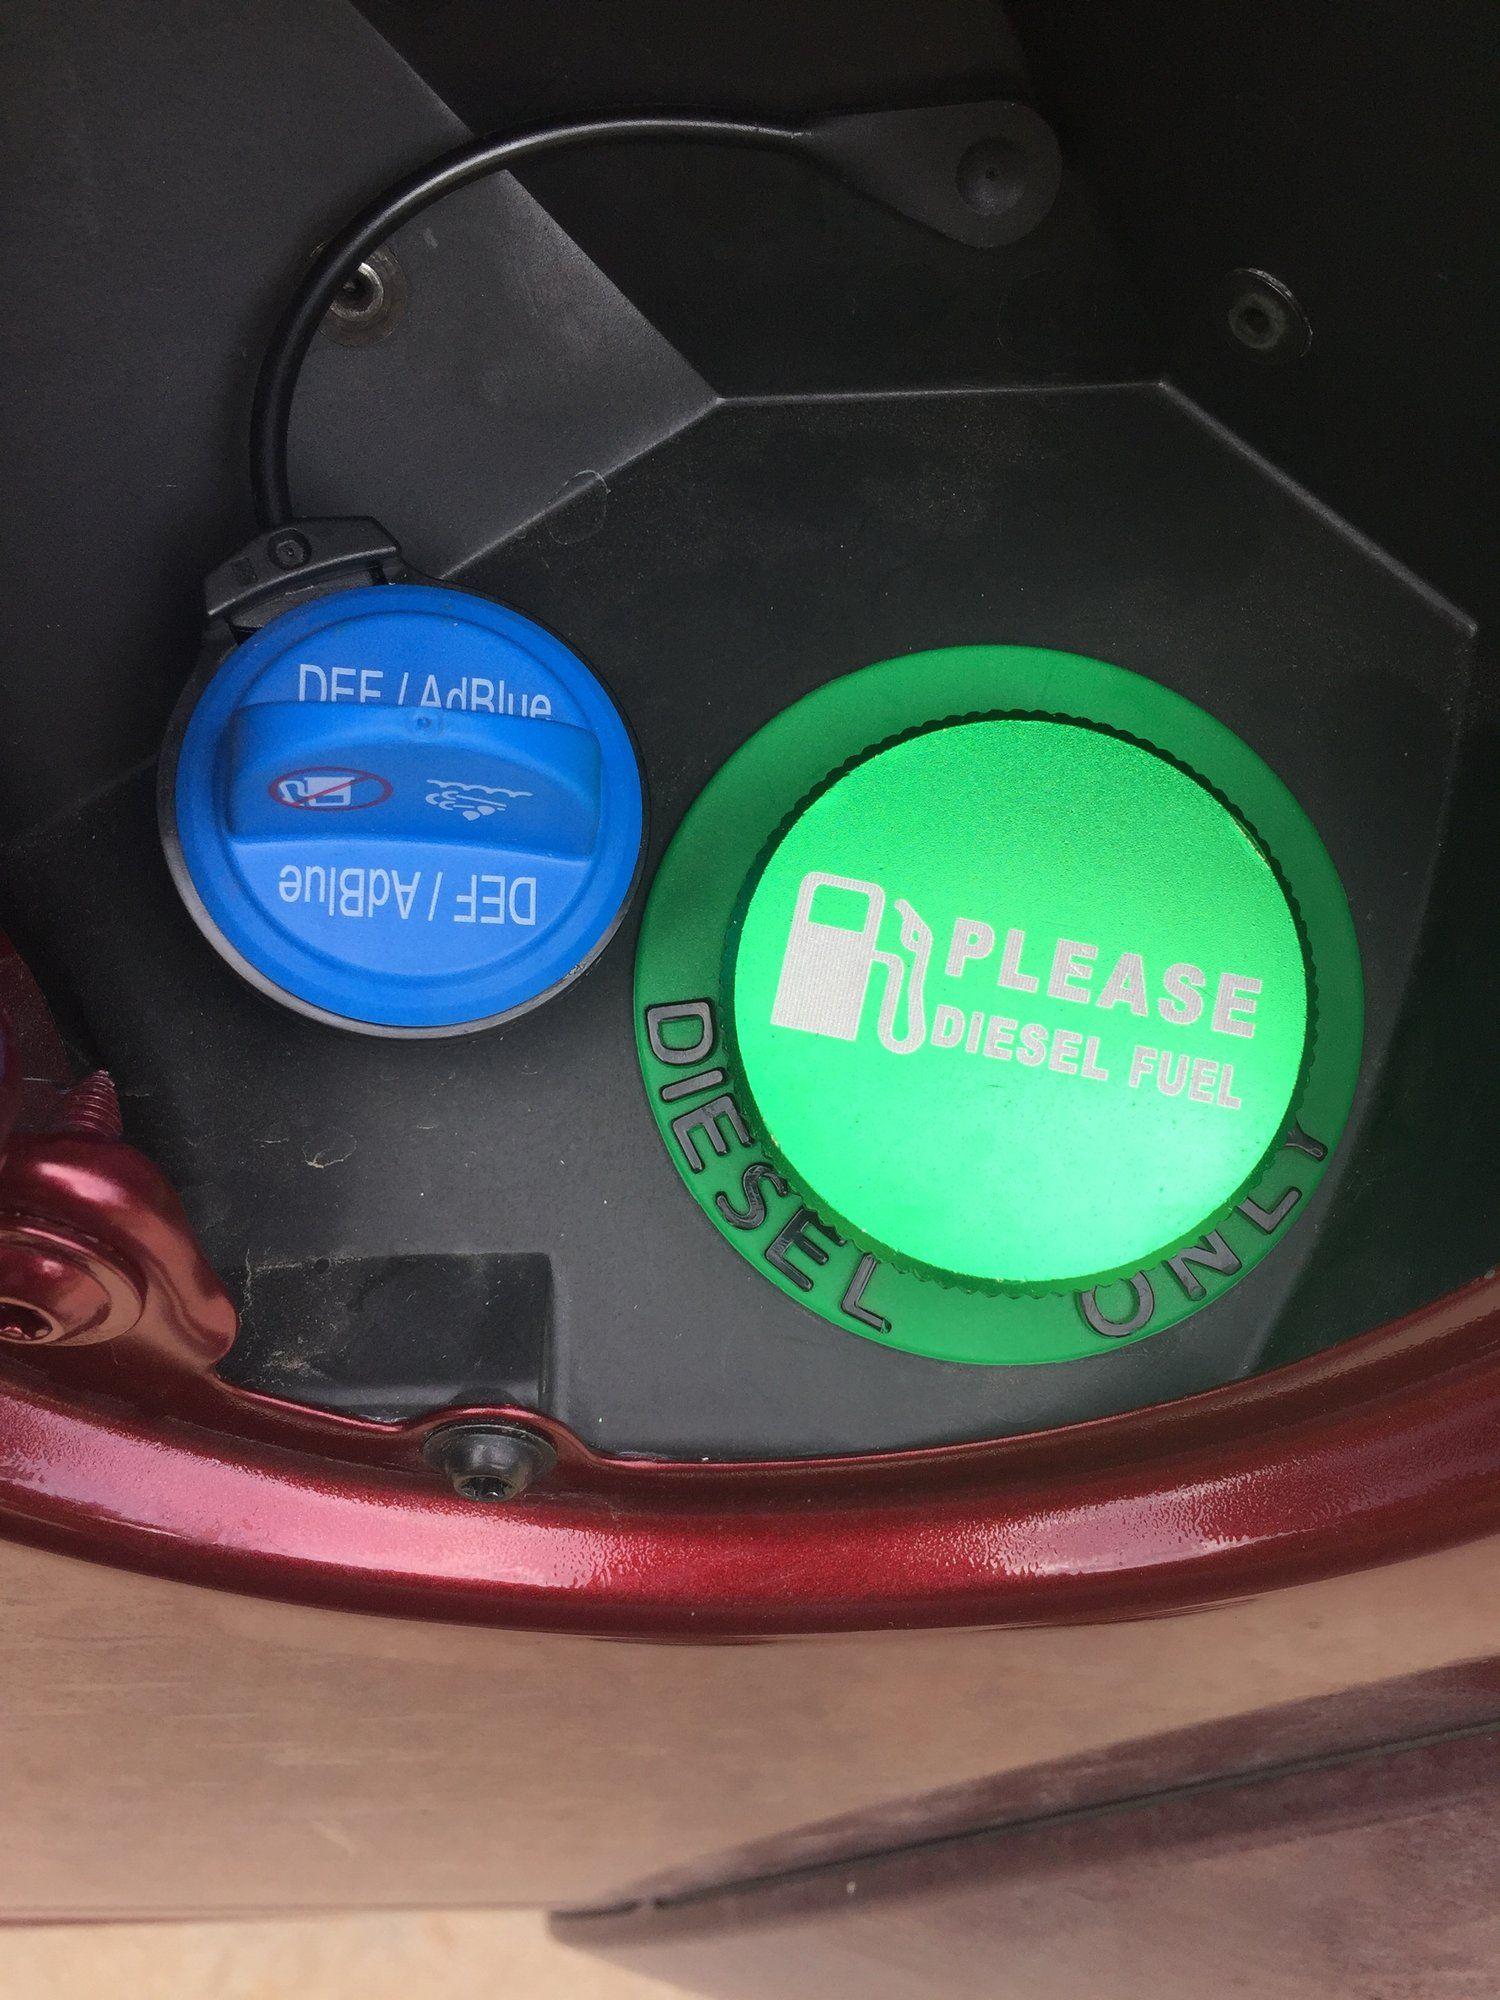 DEF / AdBlue
DEF / AdBlue
PLEASE
DIESEL FUEL
DIESEL ONLY